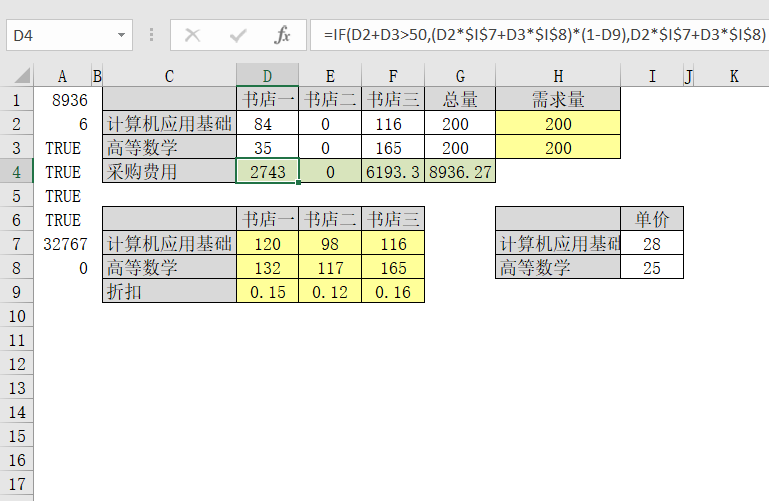 D4 fx =IF(D2+D3>50,(D2*$I$7+D3*$I$8)*(1-D9),D2*$I$7+D3*$I$8)
A B C D E F G H I J K
1 8936 书店一 书店二 书店三 总量 需求量
2 6 计算机应用基础 84 0 116 200 200
3 TRUE 高等数学 35 0 165 200 200
4 TRUE 采购费用 2743 0 6193.3 8936.27
5 TRUE
6 TRUE 书店一 书店二 书店三 单价
7 32767 计算机应用基础 120 98 116 计算机应用基础 28
8 0 高等数学 132 117 165 高等数学 25
9 折扣 0.15 0.12 0.16
10
11
12
13
14
15
16
17